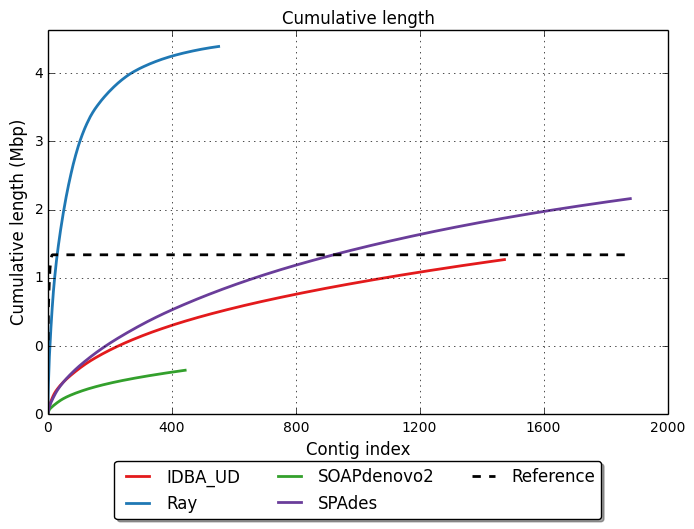 Cumulative length
Cumulative length (Mbp)
4
3
2
1
0
0
0 400 800 1200 1600 2000
Contig index
IDBA_UD SOAPdenovo2 Reference
Ray SPAdes